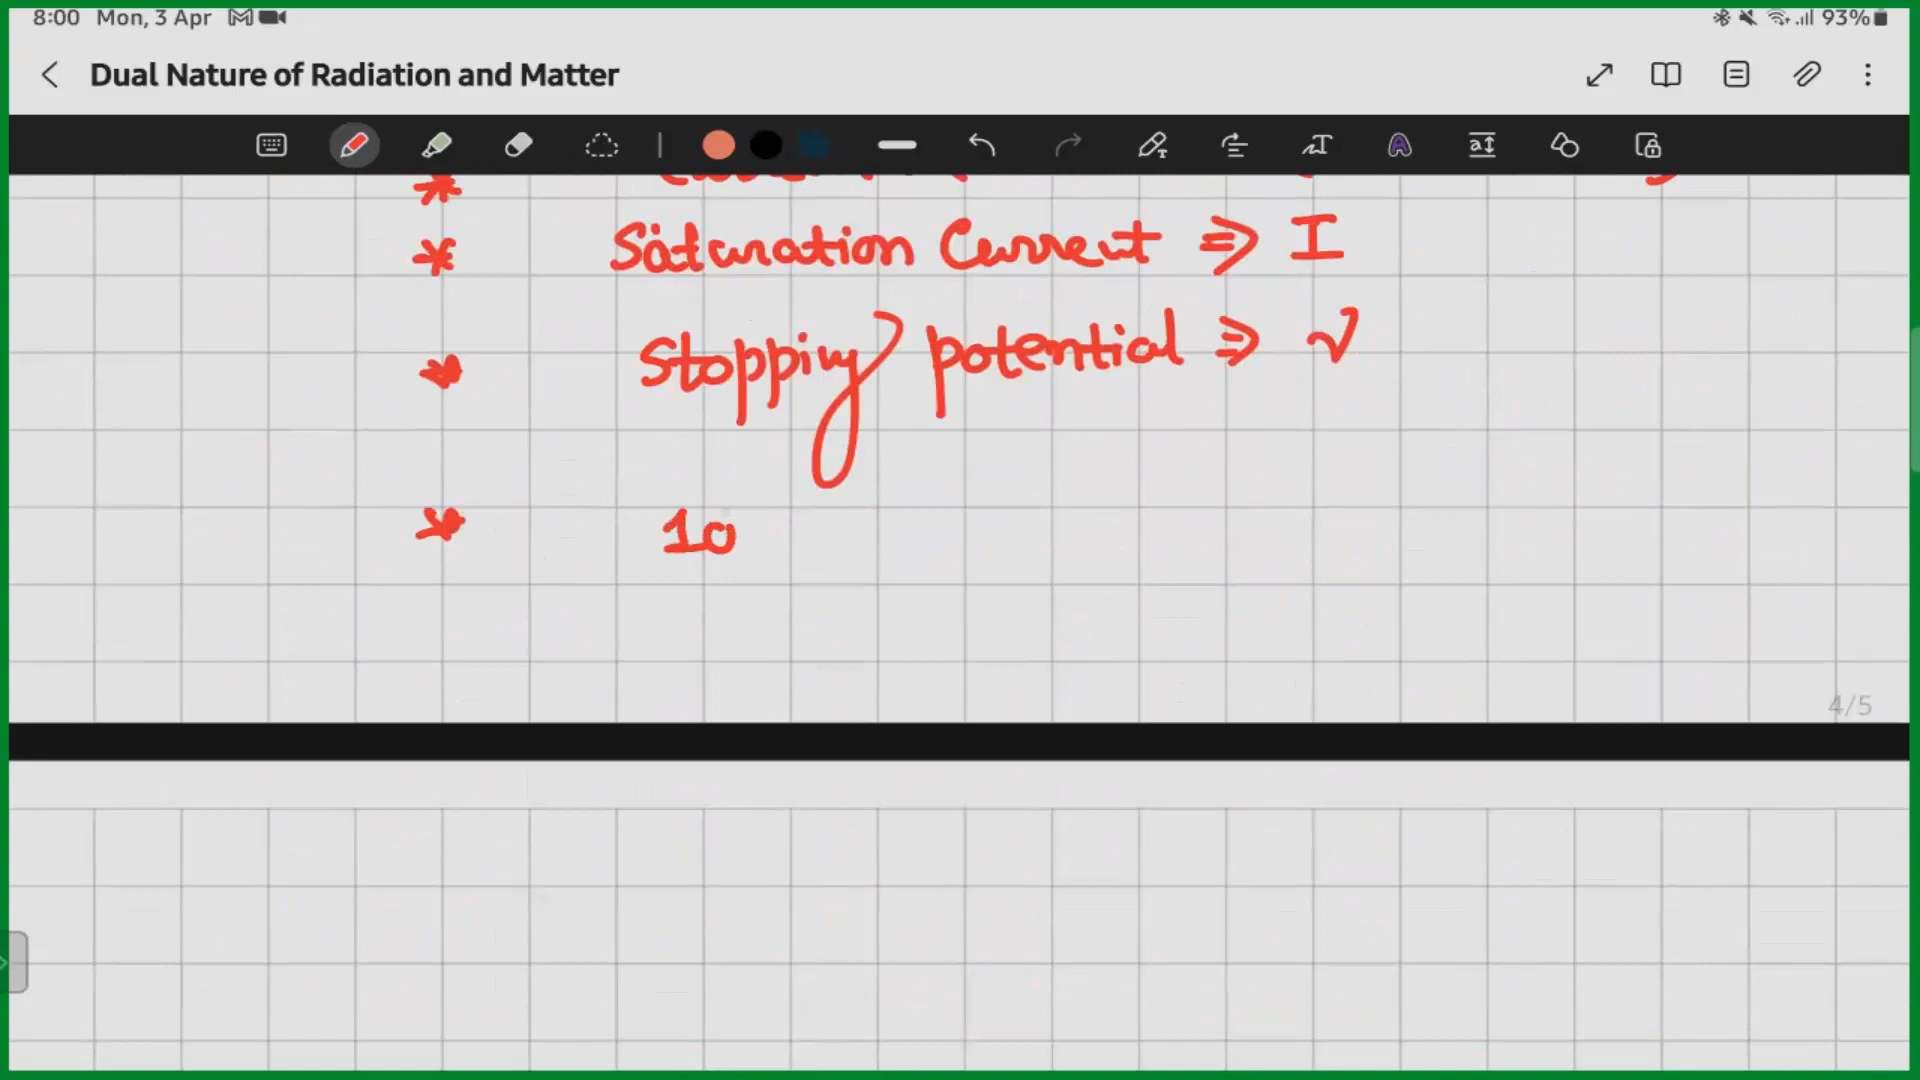 8:00 Mon, 3 Apr 93%
Dual Nature of Radiation and Matter
* 
* Saturation Current ⇒ I
* Stopping potential ⇒ ν
* 10
4/5